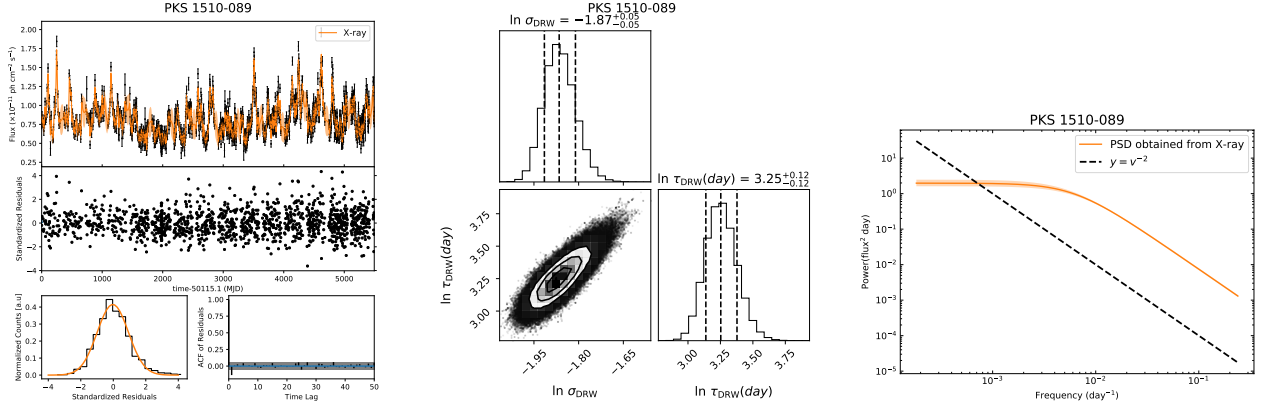 PKS 1510-089
X-ray
Flux (×10⁻¹¹ ph cm⁻² s⁻¹)
2.00
1.75
1.50
1.25
1.00
0.75
0.50
0.25
Standardized Residuals
4
2
0
−2
−4
0 1000 2000 3000 4000 5000
time-50115.1 (MJD)
Normalized Counts [a.u]
0.4
0.3
0.2
0.1
0.0
−4 −2 0 2 4
Standardized Residuals
ACF of Residuals
1.00
0.75
0.50
0.25
0.00
0 10 20 30 40 50
Time Lag
PKS 1510-089
ln σ_DRW = −1.87^{+0.05}_{−0.05}
ln τ_DRW(day) = 3.25^{+0.12}_{−0.12}
ln τ_DRW(day)
3.75
3.50
3.25
3.00
−1.95 −1.80 −1.65
ln σ_DRW
3.00 3.25 3.50 3.75
ln τ_DRW(day)
PKS 1510-089
PSD obtained from X-ray
y = v⁻²
Power(flux² day)
10¹
10⁰
10⁻¹
10⁻²
10⁻³
10⁻⁴
10⁻⁵
10⁻³ 10⁻² 10⁻¹
Frequency (day⁻¹)